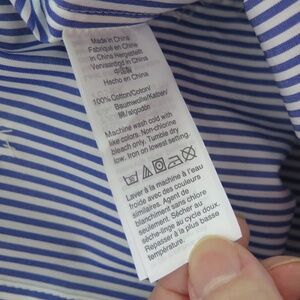 Made in China
Fabriqué en Chine
In China Hergestellt
Vervaardigd in China
中国制
Hecho en China
100% Cotton/Coton/
Baumwolle/Katoen/
棉/algodón
Machine wash cold with
like colors. Non-chlorine
bleach only. Tumble dry
low. Iron on lowest setting.
Laver à la machine à eau
froide avec des couleurs
similaires. Agent de
blanchiment sans chlore
seulement. Sécher au
sèche-linge au cycle doux.
Repasser à la plus basse
température.